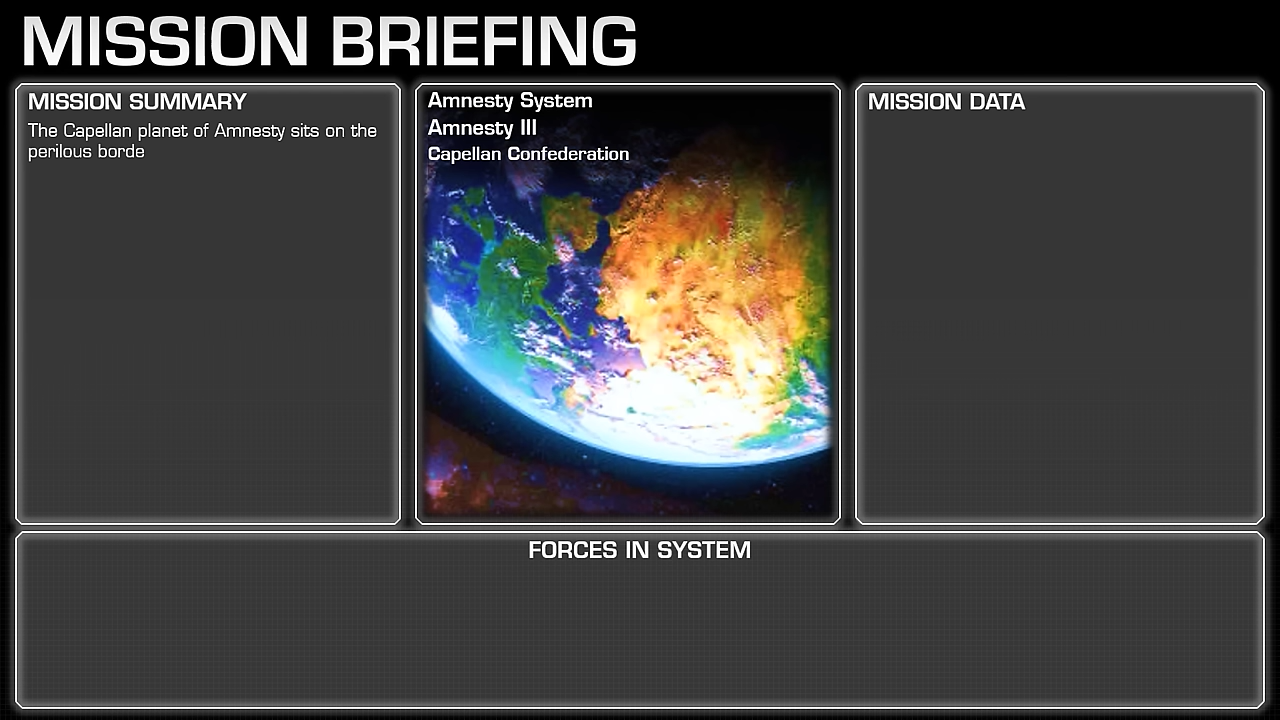 MISSION BRIEFING
MISSION SUMMARY
The Capellan planet of Amnesty sits on the
perilous borde
Amnesty System
Amnesty III
Capellan Confederation
MISSION DATA
FORCES IN SYSTEM